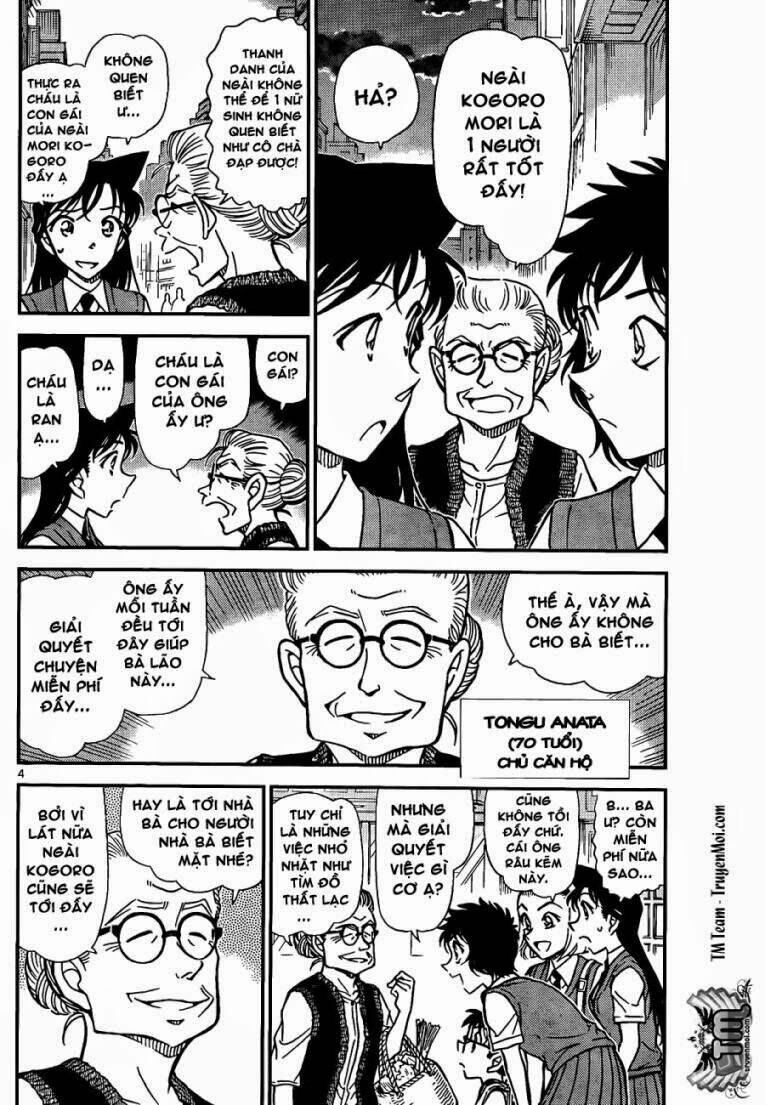 NGÀI
KOGORO
MORI LÀ
1 NGƯỜI
RẤT TỐT
ĐẤY!
HẢ?
THANH
DANH CỦA
NGÀI KHÔNG
THỂ ĐỂ 1 NỮ
SINH KHÔNG
QUEN BIẾT
NHƯ CÔ CHÀ
ĐẠP ĐƯỢC!
KHÔNG
QUEN BIẾT
Ư...
THỰC RA
CHÁU LÀ
CON GÁI
CỦA NGÀI
MORI KO-
GORO
ĐẤY Ạ
...
CON
GÁI?
CHÁU LÀ
CON GÁI
CỦA ÔNG
ẤY Ư?
DẠ
...
CHÁU
LÀ
RAN
Ạ...
THẾ À, VẬY MÀ
ÔNG ẤY KHÔNG
CHO BÀ BIẾT...
ÔNG ẤY
MỖI TUẦN
ĐỀU TỚI
ĐÂY GIÚP
BÀ LÃO
NÀY...
GIẢI
QUYẾT
CHUYỆN
MIỄN PHÍ
ĐẤY...
TONGU ANATA
(70 TUỔI)
CHỦ CĂN HỘ
4
B... BA
Ư? CÒN
MIỄN
PHÍ NỮA
SAO...
CŨNG
KHÔNG TỒI
ĐẤY CHỨ.
CÁI ÔNG
RÂU KẼM
NÀY.
NHƯNG
MÀ GIẢI
QUYẾT
VIỆC GÌ
CƠ Ạ?
TUY CHỈ
LÀ NHỮNG
VIỆC NHỎ
NHẶT NHƯ
TÌM ĐỒ
THẤT LẠC
...
HAY LÀ TỚI NHÀ
BÀ CHO NGƯỜI
NHÀ BÀ BIẾT
MẶT NHÉ?
BỞI VÌ
LÁT NỮA
NGÀI
KOGORO
CŨNG SẼ
TỚI ĐẤY
...
TM Team - TruyenMoi.com
TM
truyenmoi.com